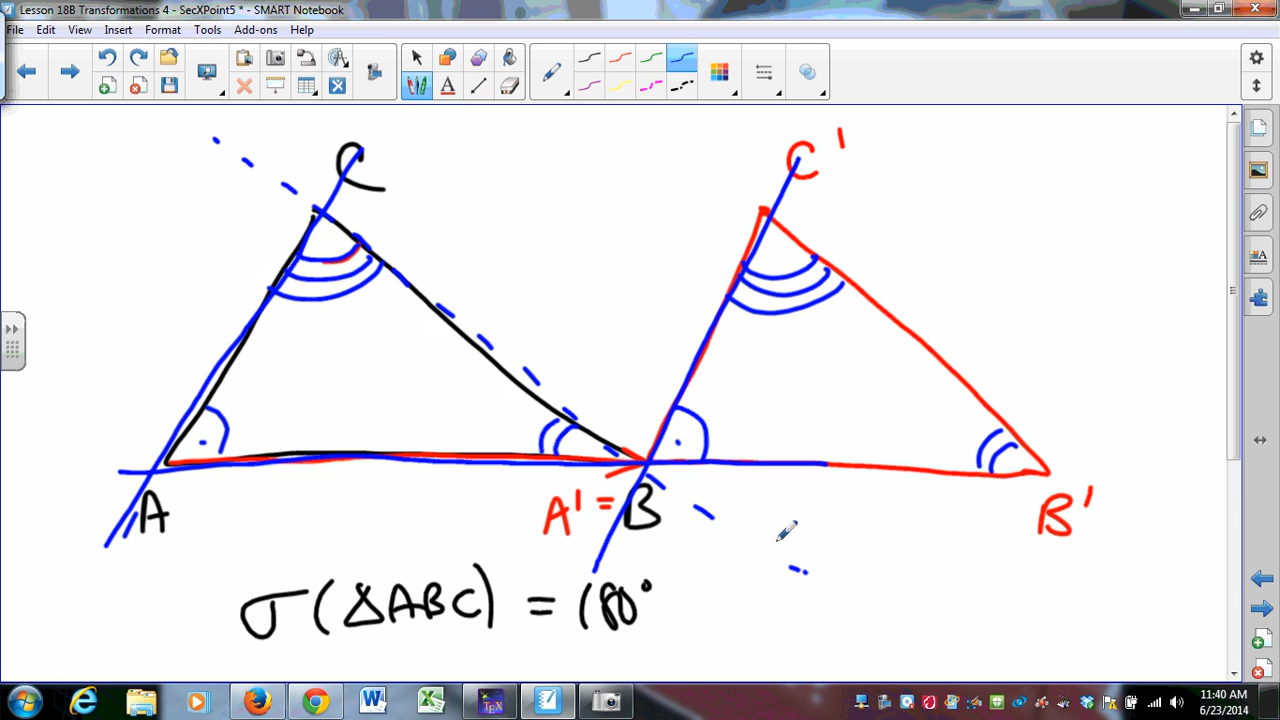 Lesson 18B Transformations 4 - SecXPoint5 * - SMART Notebook
File Edit View Insert Format Tools Add-ons Help
C C'
A A' = B B'
σ(ΔABC) = 180°
11:40 AM
6/23/2014